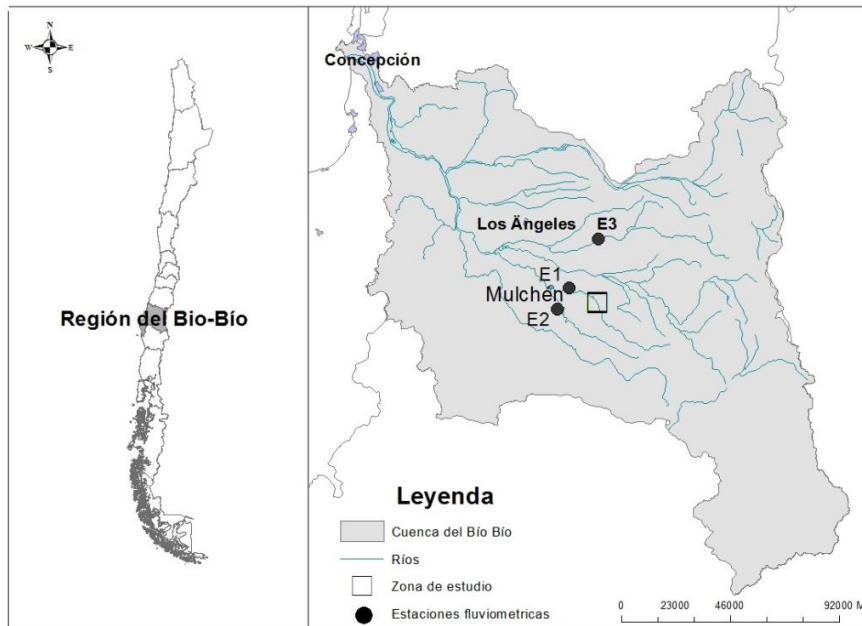 N
W E
S
Región del Bio-Bío
Concepción
Los Ängeles E3
E1
Mulchén
E2
Leyenda
Cuenca del Bío Bío
Ríos
Zona de estudio
Estaciones fluviometricas
0 23000 46000 92000 M